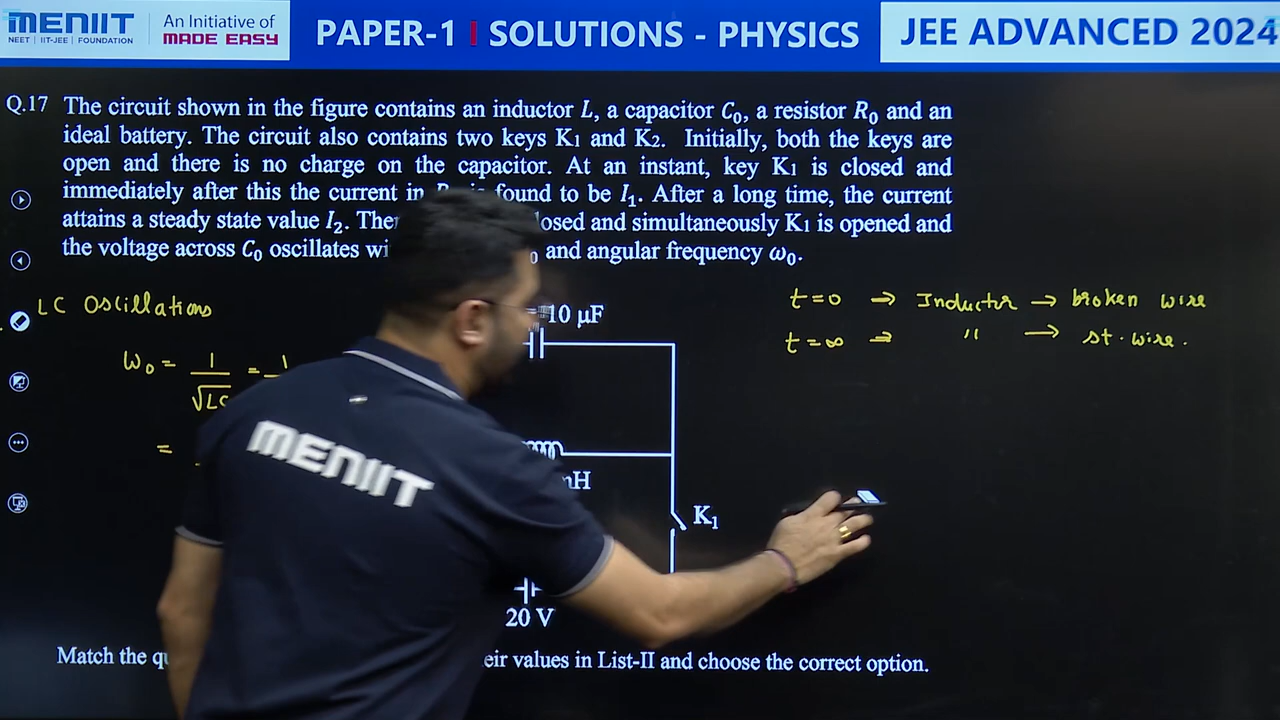 MENIIT
NEET | IIT-JEE | FOUNDATION
An Initiative of
MADE EASY
PAPER-1 | SOLUTIONS - PHYSICS
JEE ADVANCED 2024
Q.17 The circuit shown in the figure contains an inductor L, a capacitor C₀, a resistor R₀ and an
ideal battery. The circuit also contains two keys K₁ and K₂. Initially, both the keys are
open and there is no charge on the capacitor. At an instant, key K₁ is closed and
immediately after this the current in found to be I₁. After a long time, the current
attains a steady state value I₂. and simultaneously K₁ is opened and
the voltage across C₀ oscillates and angular frequency ω₀.
LC Oscillations
t=0 → Inductor → broken wire
t=∞ → " → st. wire.
10 μF
ω₀ = 1/√LC = 1
=
K₁
20 V
MENIIT
Match the values in List-II and choose the correct option.